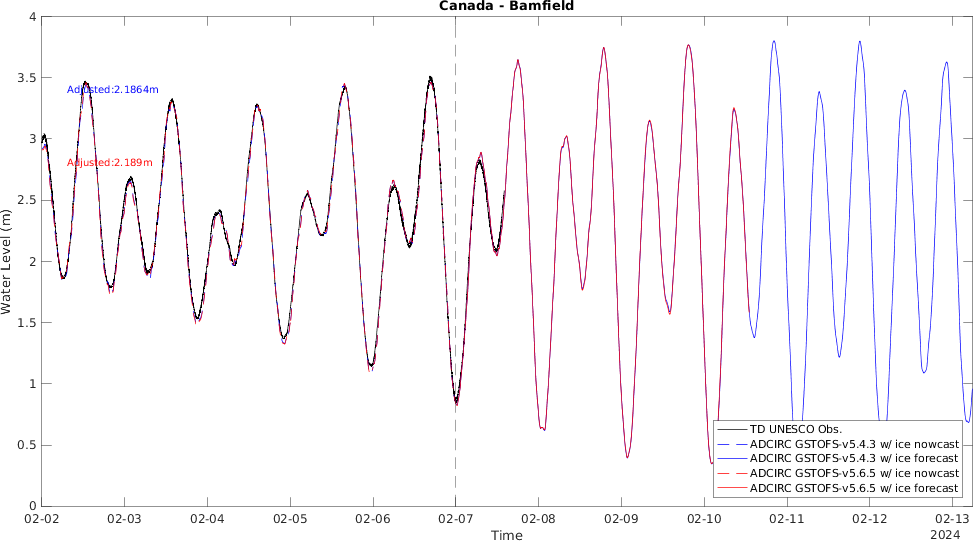 Canada - Bamfield
4
3.5
3
2.5
2
1.5
1
0.5
0
Water Level (m)
Adjusted:2.1864m
Adjusted:2.189m
TD UNESCO Obs.
ADCIRC GSTOFS-v5.4.3 w/ ice nowcast
ADCIRC GSTOFS-v5.4.3 w/ ice forecast
ADCIRC GSTOFS-v5.6.5 w/ ice nowcast
ADCIRC GSTOFS-v5.6.5 w/ ice forecast
02-02 02-03 02-04 02-05 02-06 02-07 02-08 02-09 02-10 02-11 02-12 02-13
Time 2024